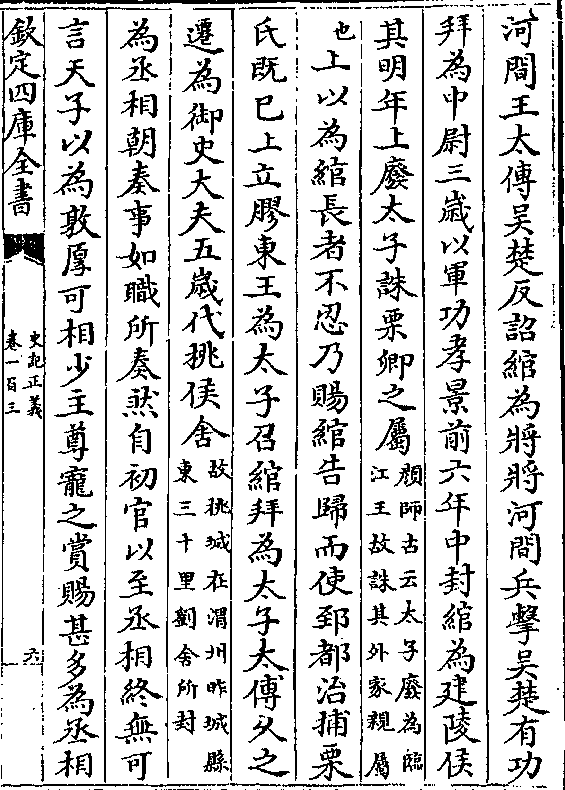 河間王太傅吳楚反詔綰為將將河間兵擊吳楚有功
拜為中尉三歲以軍功孝景前六年中封綰為建陵侯
其明年上廢太子誅栗卿之屬顏師古云太子廢為臨江王故誅其外家親屬
也上以為綰長者不忍乃賜綰告歸而使郅都治捕栗
氏既已上立膠東王為太子召綰拜為太子太傅久之
遷為御史大夫五歲代桃侯舍故桃城在渭州昨城縣東三十里劉舍所封
為丞相朝奏事如職所奏然自初官以至丞相終無可
言天子以為敦厚可相少主尊寵之賞賜甚多為丞相
欽定四庫全書
史記正義
卷一百三
六